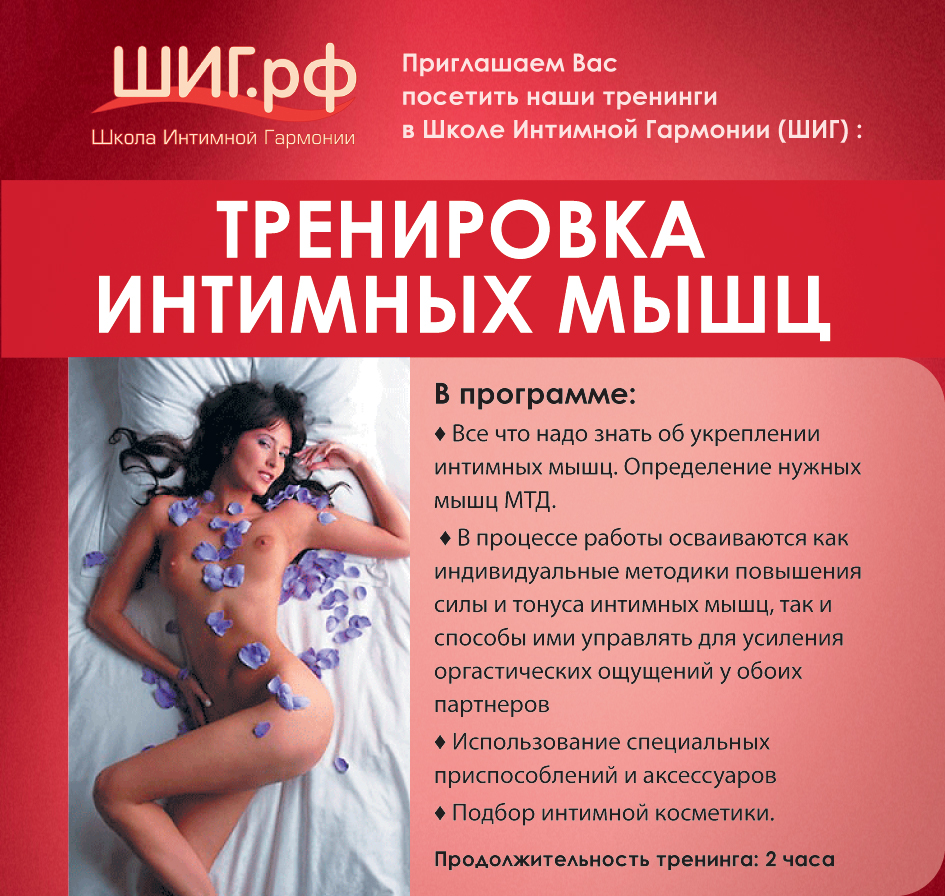 ШИГ.рф
Школа Интимной Гармонии
Приглашаем Вас
посетить наши тренинги
в Школе Интимной Гармонии (ШИГ) :
ТРЕНИРОВКА
ИНТИМНЫХ МЫШЦ
В программе:
♦ Все что надо знать об укреплении
интимных мышц. Определение нужных
мышц МТД.
♦ В процессе работы осваиваются как
индивидуальные методики повышения
силы и тонуса интимных мышц, так и
способы ими управлять для усиления
оргастических ощущений у обоих
партнеров
♦ Использование специальных
приспособлений и аксессуаров
♦ Подбор интимной косметики.
Продолжительность тренинга: 2 часа